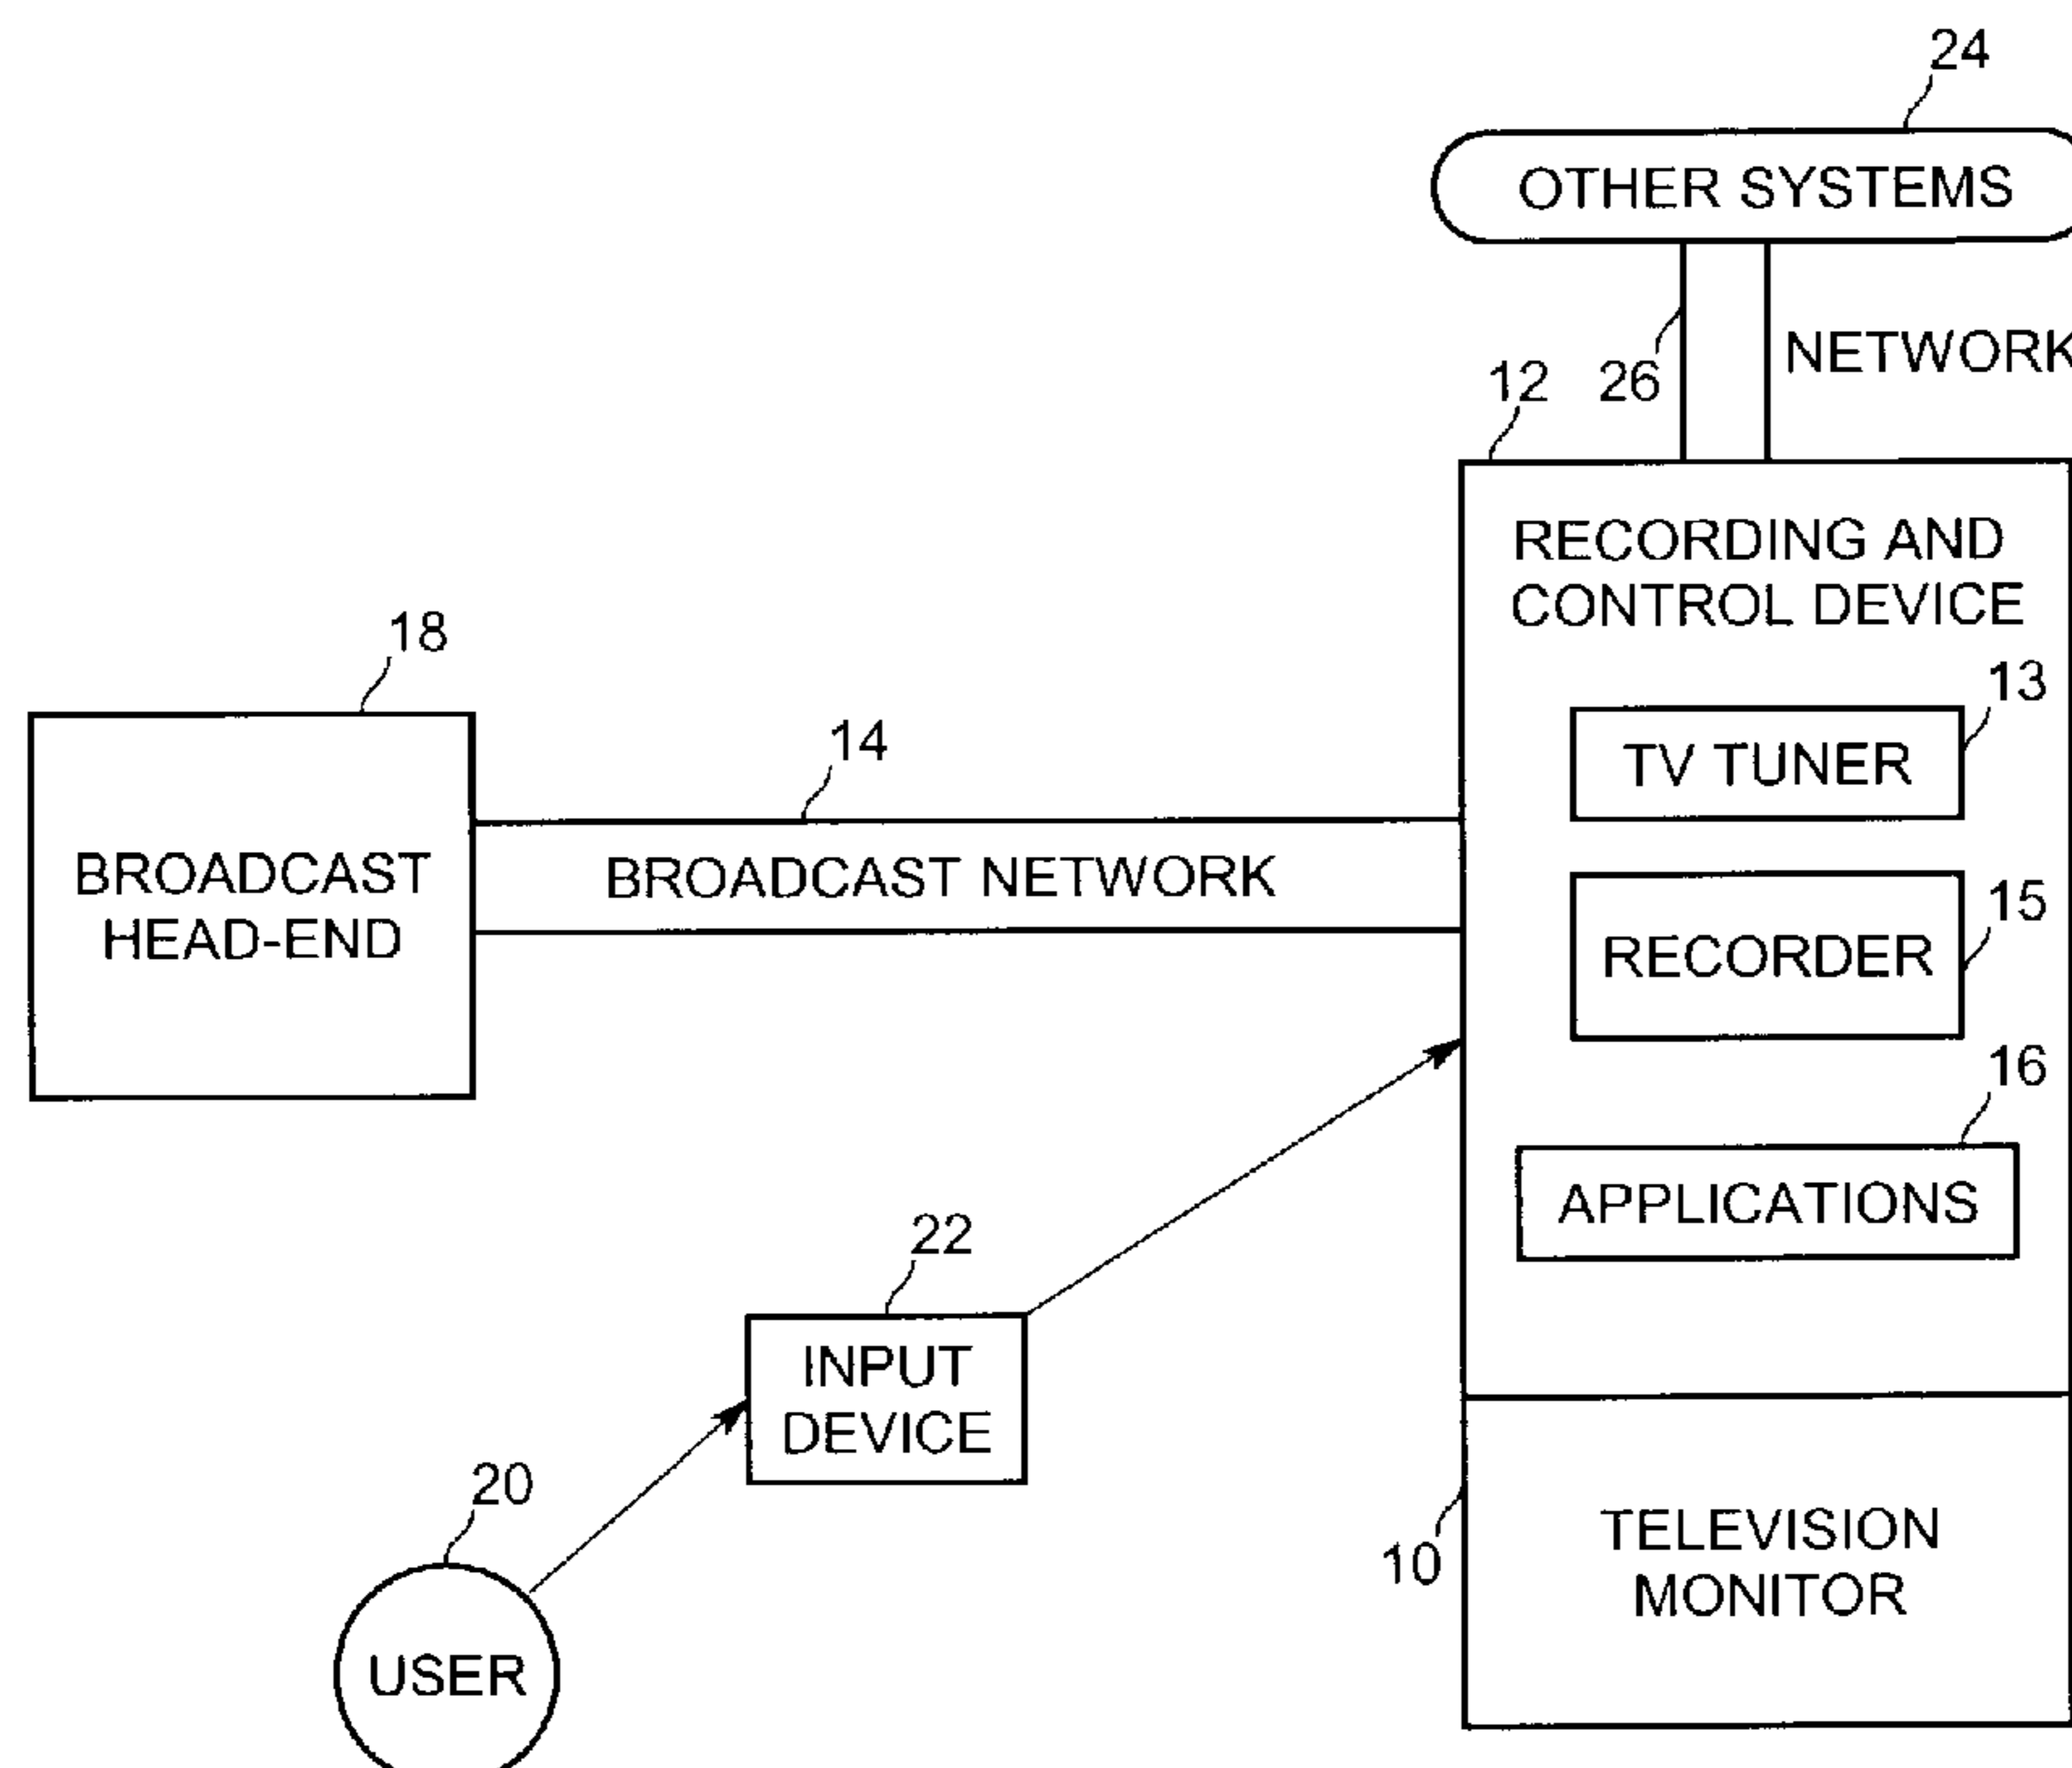 24
OTHER SYSTEMS
26
NETWORK
12
RECORDING AND
CONTROL DEVICE
13
TV TUNER
15
RECORDER
16
APPLICATIONS
18
BROADCAST
HEAD-END
14
BROADCAST NETWORK
22
INPUT
DEVICE
20
USER
10
TELEVISION
MONITOR